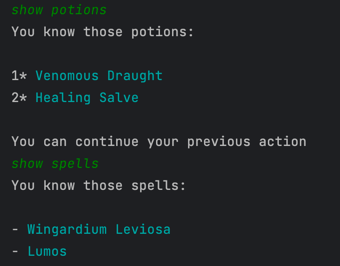 show potions
You know those potions:
1* Venomous Draught
2* Healing Salve
You can continue your previous action
show spells
You know those spells:
- Wingardium Leviosa
- Lumos